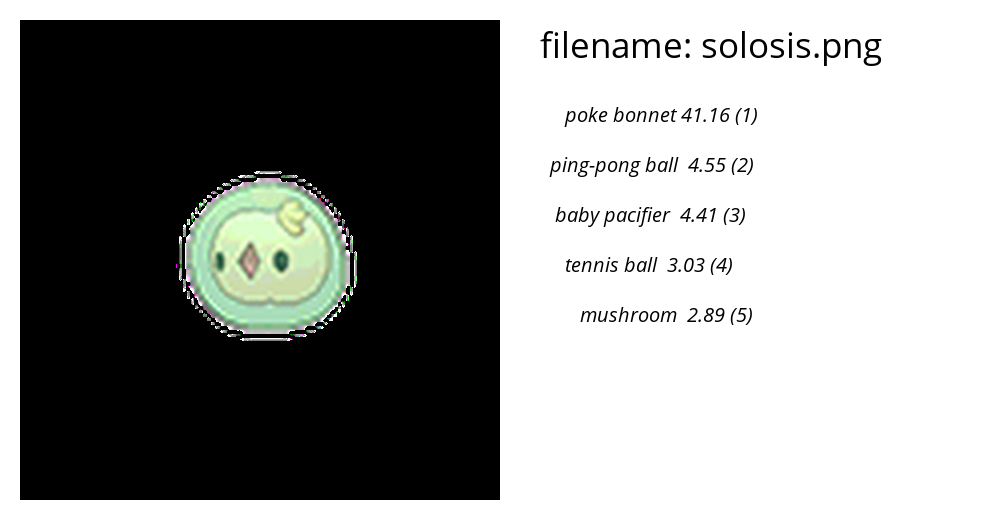 filename: solosis.png
poke bonnet 41.16 (1)
ping-pong ball 4.55 (2)
baby pacifier 4.41 (3)
tennis ball 3.03 (4)
mushroom 2.89 (5)